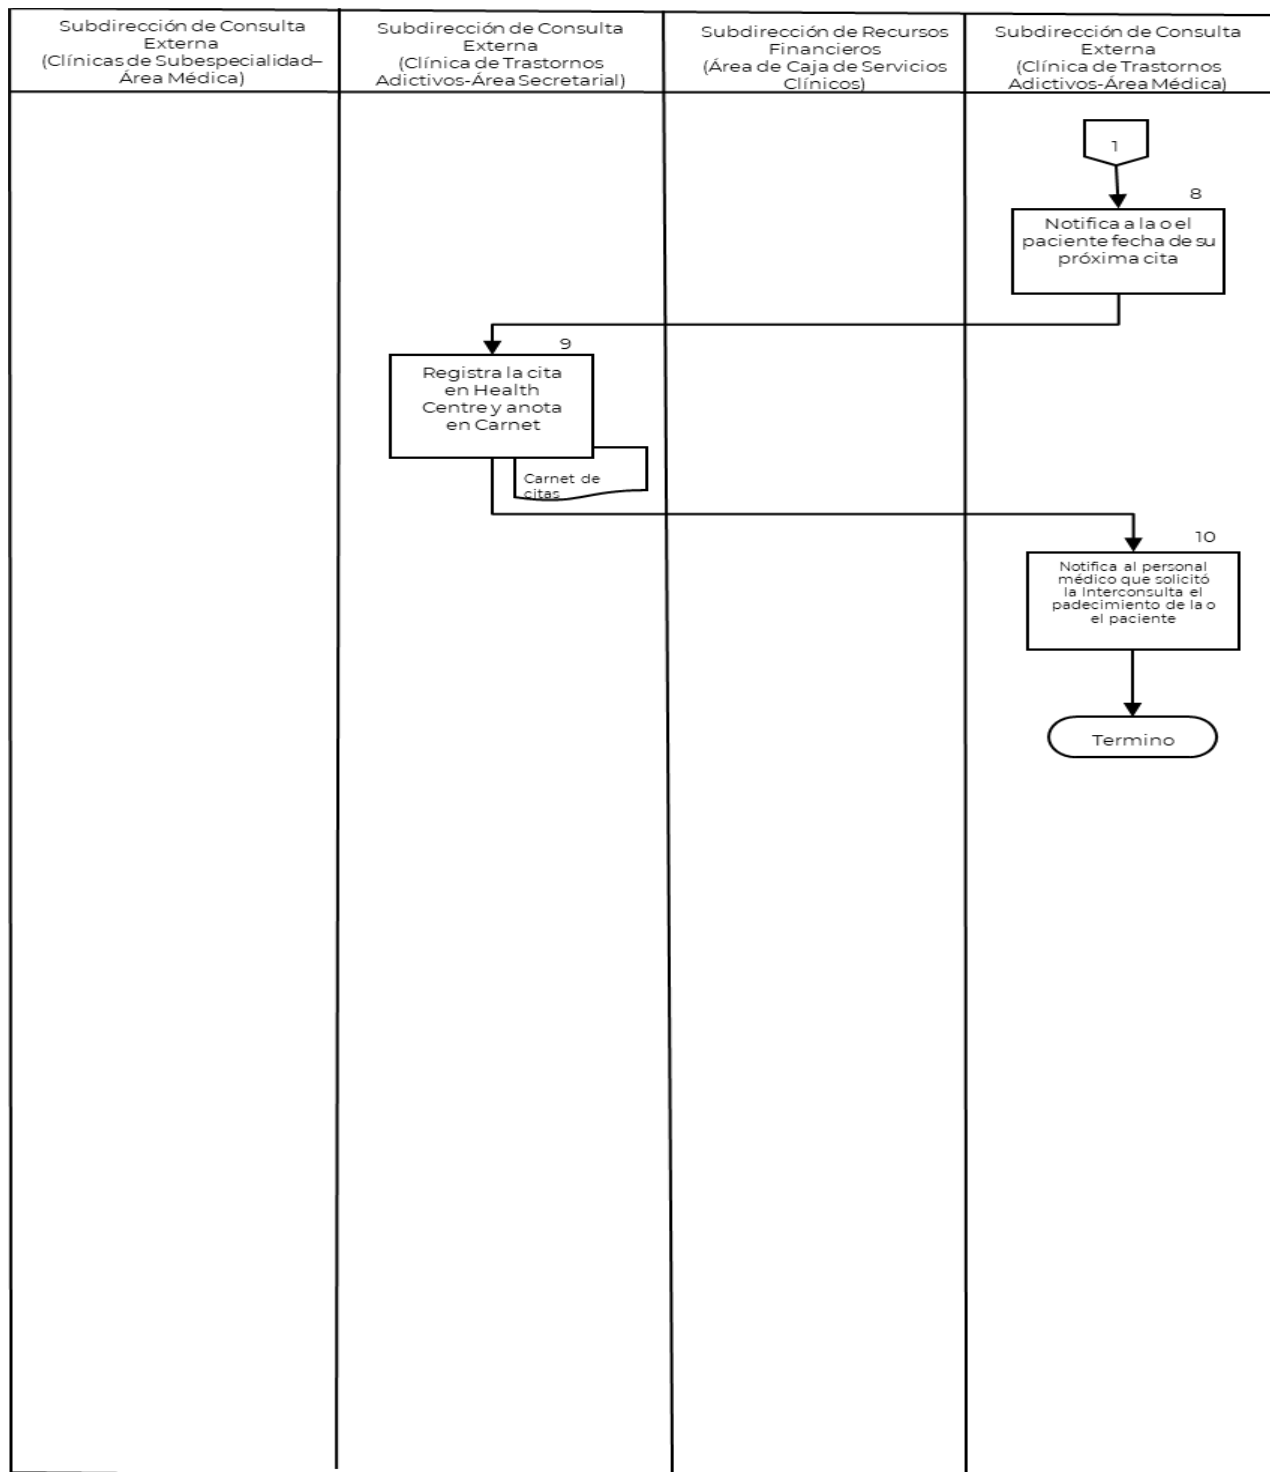 Subdirección de Consulta
Externa
(Clínicas de Subespecialidad–
Área Médica)
Subdirección de Consulta
Externa
(Clínica de Trastornos
Adictivos-Área Secretarial)
Subdirección de Recursos
Financieros
(Área de Caja de Servicios
Clínicos)
Subdirección de Consulta
Externa
(Clínica de Trastornos
Adictivos-Área Médica)
1
8
Notifica a la o el
paciente fecha de su
próxima cita
9
Registra la cita
en Health
Centre y anota
en Carnet
Carnet de
citas
10
Notifica al personal
médico que solicitó
la Interconsulta el
padecimiento de la o
el paciente
Termino